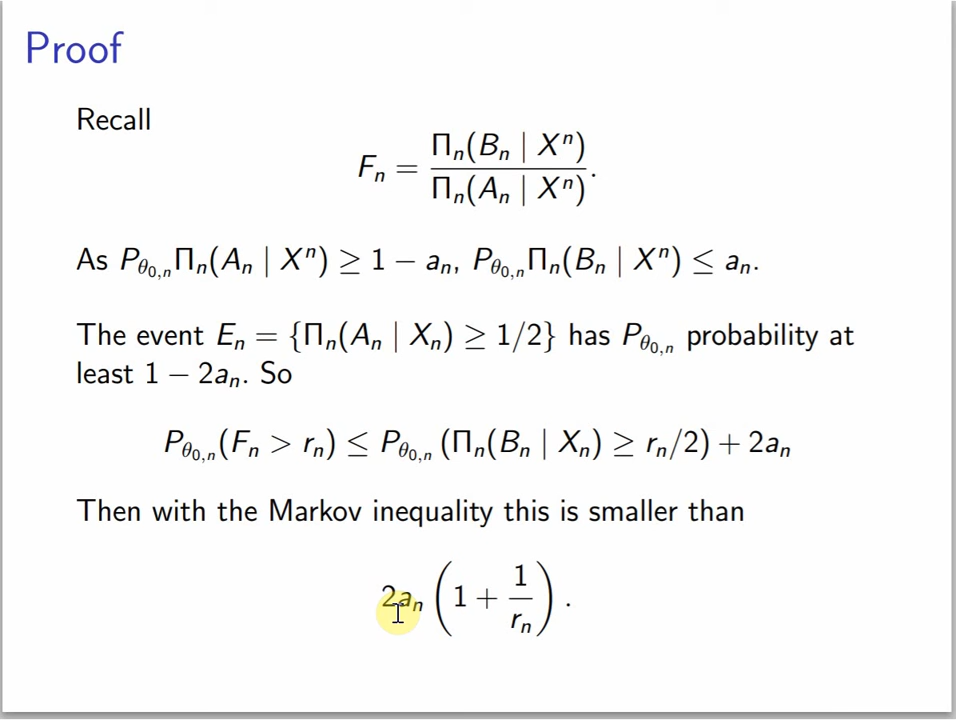 Proof
Recall
F_n = Π_n(B_n | X^n) / Π_n(A_n | X^n).
As P_{θ_{0,n}}Π_n(A_n | X^n) ≥ 1 − a_n, P_{θ_{0,n}}Π_n(B_n | X^n) ≤ a_n.
The event E_n = {Π_n(A_n | X_n) ≥ 1/2} has P_{θ_{0,n}} probability at
least 1 − 2a_n. So
P_{θ_{0,n}}(F_n > r_n) ≤ P_{θ_{0,n}} (Π_n(B_n | X_n) ≥ r_n/2) + 2a_n
Then with the Markov inequality this is smaller than
2a_n (1 + 1/r_n).